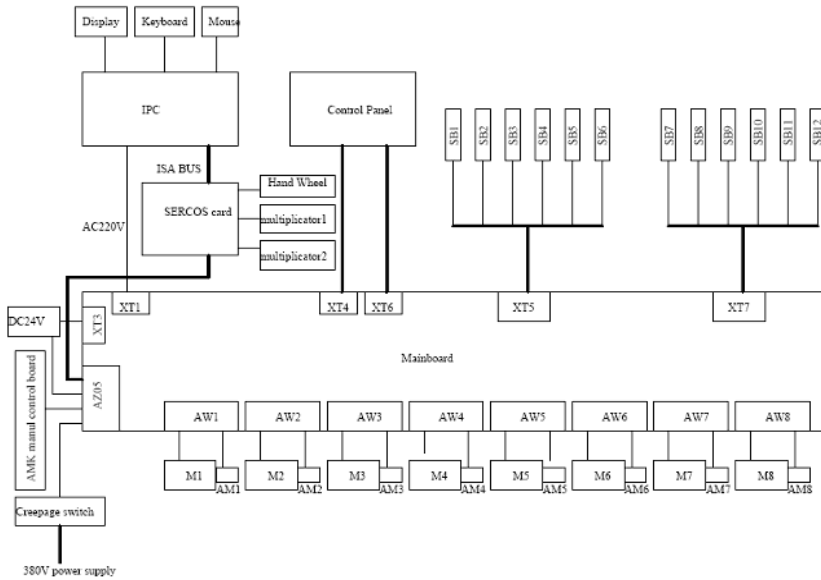 Display
Keyboard
Mouse
IPC
Control Panel
SB1
SB2
SB3
SB4
SB5
SB6
SB7
SB8
SB9
SB10
SB11
SB12
ISA BUS
Hand Wheel
SERCOS card
multiplicator1
AC220V
multiplicator2
XT1
XT4
XT6
XT5
XT7
DC24V
XT3
Mainboard
AZ05
AMK manul control board
AW1
AW2
AW3
AW4
AW5
AW6
AW7
AW8
M1
M2
M3
M4
M5
M6
M7
M8
AM1
AM2
AM3
AM4
AM5
AM6
AM7
AM8
Creepage switch
380V power supply